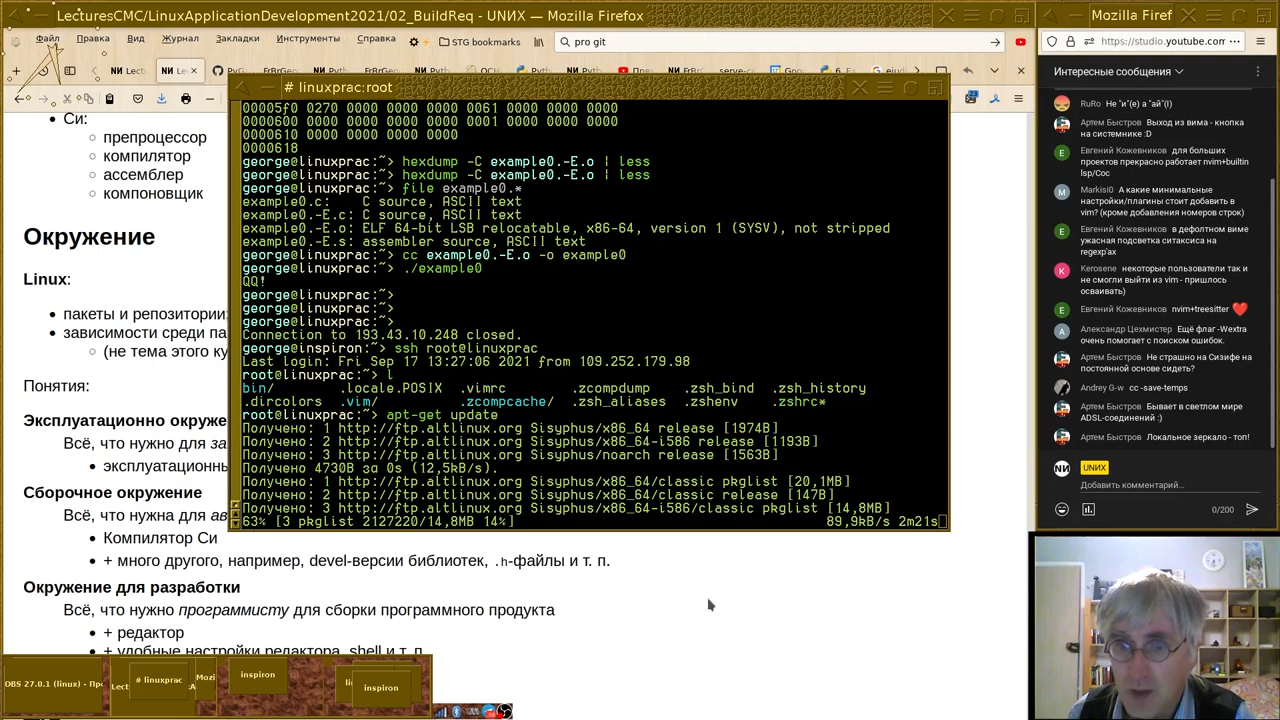 LecturesCMC/LinuxApplicationDevelopment2021/02_BuildReq - UNИX — Mozilla Firefox
Файл Правка Вид Журнал Закладки Инструменты Справка STG bookmarks pro git
Си:
препроцессор
компилятор
ассемблер
компоновщик
Окружение
Linux:
пакеты и репозитории:
зависимости среди па
(не тема этого ку
Понятия:
Эксплуатационное окруже
Всё, что нужно для за
эксплуатационны
Сборочное окружение
Всё, что нужна для ав
Компилятор Си
+ много другого, например, devel-версии библиотек, .h-файлы и т. п.
Окружение для разработки
Всё, что нужно программисту для сборки программного продукта
+ редактор
+ удобные настройки редактора, shell и т. п.
# linuxprac:root
00005f0 0270 0000 0000 0000 0061 0000 0000 0000
0000600 0000 0000 0000 0000 0001 0000 0000 0000
0000610 0000 0000 0000 0000
0000618
george@linuxprac:~> hexdump -C example0.-E.o | less
george@linuxprac:~> hexdump -C example0.-E.o | less
george@linuxprac:~> file example0.*
example0.c: C source, ASCII text
example0.-E.c: C source, ASCII text
example0.-E.o: ELF 64-bit LSB relocatable, x86-64, version 1 (SYSV), not stripped
example0.-E.s: assembler source, ASCII text
george@linuxprac:~> cc example0.-E.o -o example0
george@linuxprac:~> ./example0
QQ!
george@linuxprac:~>
george@linuxprac:~>
george@linuxprac:~>
Connection to 193.43.10.248 closed.
george@inspiron:~> ssh root@linuxprac
Last login: Fri Sep 17 13:27:06 2021 from 109.252.179.98
root@linuxprac:~> l
bin/ .locale.POSIX .vimrc .zcompdump .zsh_bind .zsh_history
.dircolors .vim/ .zcompcache/ .zsh_aliases .zshenv .zshrc*
root@linuxprac:~> apt-get update
Получено: 1 http://ftp.altlinux.org Sisyphus/x86_64 release [1974B]
Получено: 2 http://ftp.altlinux.org Sisyphus/x86_64-i586 release [1193B]
Получено: 3 http://ftp.altlinux.org Sisyphus/noarch release [1563B]
Получено 4730B за 0s (12,5kB/s).
Получено: 1 http://ftp.altlinux.org Sisyphus/x86_64/classic pkglist [20,1MB]
Получено: 2 http://ftp.altlinux.org Sisyphus/x86_64/classic release [147B]
Получено: 3 http://ftp.altlinux.org Sisyphus/x86_64-i586/classic pkglist [14,8MB]
63% [3 pkglist 2127220/14,8MB 14%] 89,9kB/s 2m21s
Mozilla Firef
https://studio.youtube.com
Интересные сообщения
RuRo Не "и"(е) а "ай"(I)
Артем Быстров Выход из вима - кнопка
на системнике :D
Евгений Кожевников для больших
проектов прекрасно работает nvim+builtin
lsp/Coc
Markisi0 А какие минимальные
настройки/плагины стоит добавить в
vim? (кроме добавления номеров строк)
Евгений Кожевников в дефолтном виме
ужасная подсветка ситаксиса на
regexp'ах
Kerosene некоторые пользователи так и
не смогли выйти из vim - пришлось
осваивать)
Евгений Кожевников nvim+treesitter
Александр Цехмистер Ещё флаг -Wextra
очень помогает с поиском ошибок.
Артем Быстров Не страшно на Сизифе на
постоянной основе сидеть?
Andrey G-w cc -save-temps
Артем Быстров Бывает в светлом мире
ADSL-соединений :)
Артем Быстров Локальное зеркало - топ!
UNИX
Добавить комментарий...
0/200
OBS 27.0.1 (linux) - Пр
# linuxprac
Mozi
inspiron
inspiron